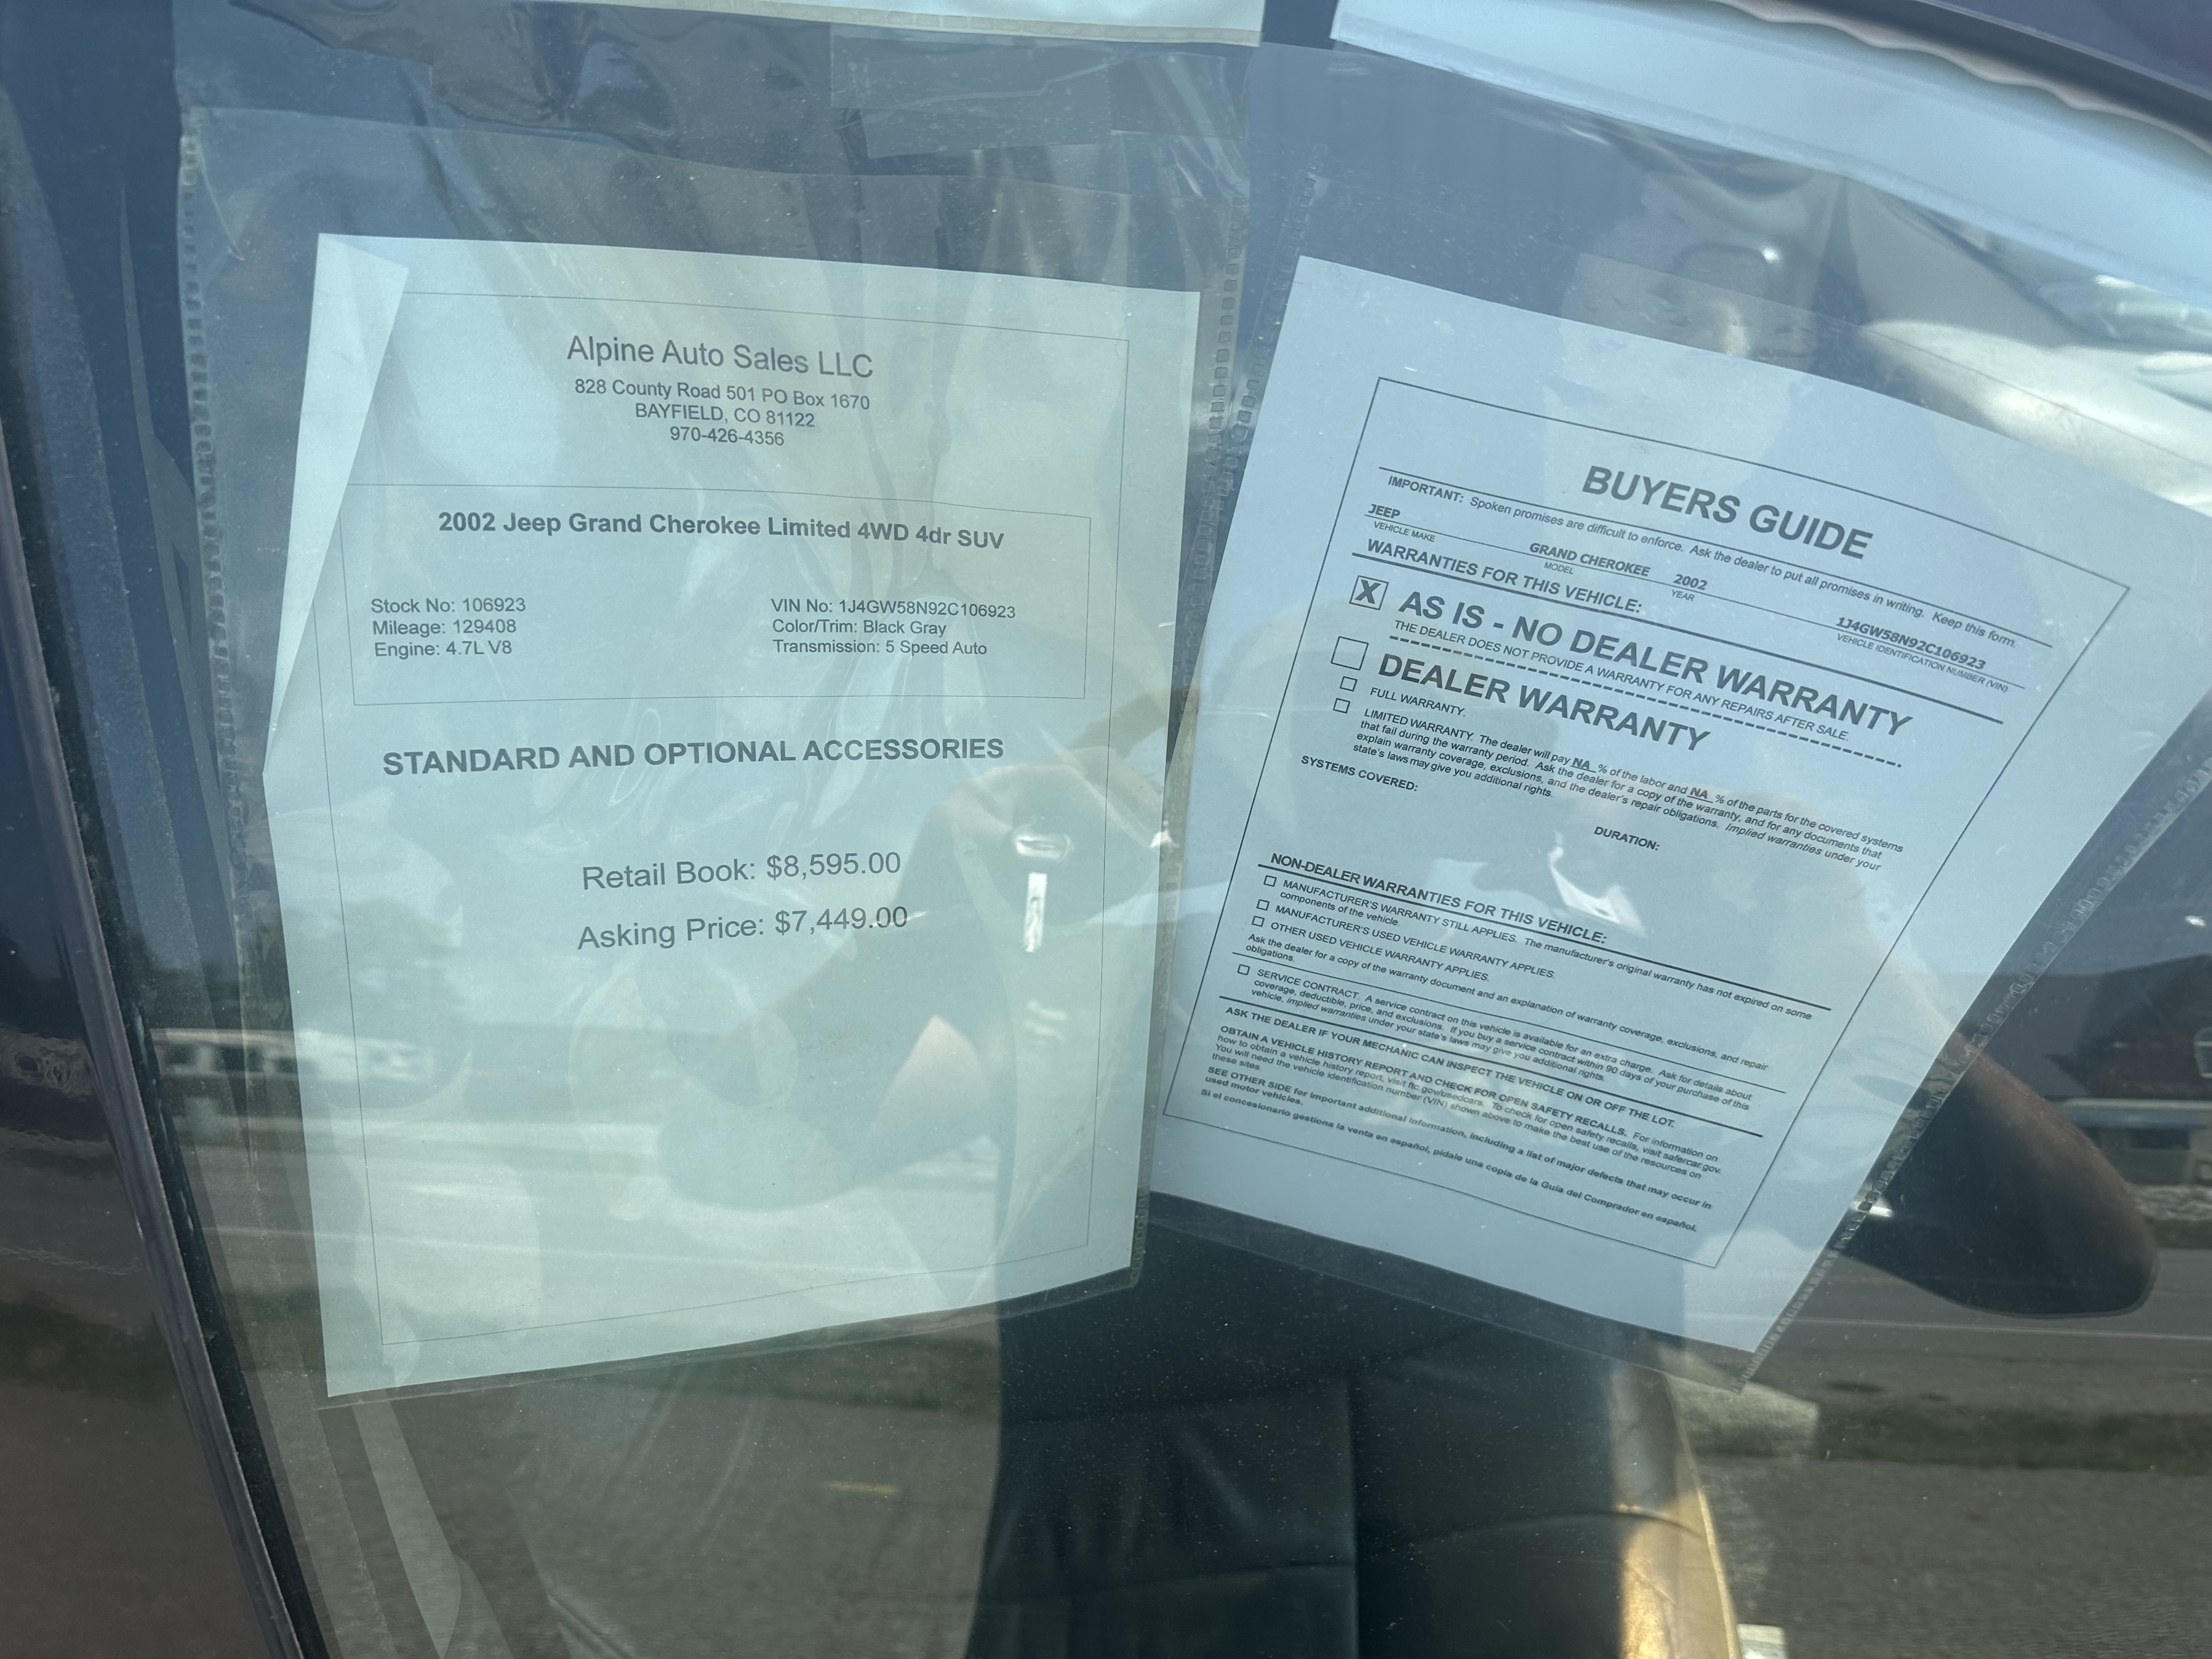 Alpine Auto Sales LLC
828 County Road 501 PO Box 1670
BAYFIELD, CO 81122
970-426-4356
2002 Jeep Grand Cherokee Limited 4WD 4dr SUV
Stock No: 106923
Mileage: 129408
Engine: 4.7L V8
VIN No: 1J4GW58N92C106923
Color/Trim: Black Gray
Transmission: 5 Speed Auto
STANDARD AND OPTIONAL ACCESSORIES
Retail Book: $8,595.00
Asking Price: $7,449.00
BUYERS GUIDE
IMPORTANT: Spoken promises are difficult to enforce. Ask the dealer to put all promises in writing. Keep this form.
JEEP GRAND CHEROKEE 2002 1J4GW58N92C106923
VEHICLE MAKE MODEL YEAR VEHICLE IDENTIFICATION NUMBER (VIN)
WARRANTIES FOR THIS VEHICLE:
X AS IS - NO DEALER WARRANTY
THE DEALER DOES NOT PROVIDE A WARRANTY FOR ANY REPAIRS AFTER SALE.
DEALER WARRANTY
FULL WARRANTY.
LIMITED WARRANTY. The dealer will pay NA % of the labor and NA % of the parts for the covered systems
that fail during the warranty period. Ask the dealer for a copy of the warranty, and for any documents that
explain warranty coverage, exclusions, and the dealer's repair obligations. Implied warranties under your
state's laws may give you additional rights.
SYSTEMS COVERED:
DURATION:
NON-DEALER WARRANTIES FOR THIS VEHICLE:
MANUFACTURER'S WARRANTY STILL APPLIES. The manufacturer's original warranty has not expired on some
components of the vehicle.
MANUFACTURER'S USED VEHICLE WARRANTY APPLIES.
OTHER USED VEHICLE WARRANTY APPLIES.
Ask the dealer for a copy of the warranty document and an explanation of warranty coverage, exclusions, and repair
obligations.
SERVICE CONTRACT. A service contract on this vehicle is available for an extra charge. Ask for details about
coverage, deductible, price, and exclusions. If you buy a service contract within 90 days of your purchase of this
vehicle, implied warranties under your state's laws may give you additional rights.
ASK THE DEALER IF YOUR MECHANIC CAN INSPECT THE VEHICLE ON OR OFF THE LOT.
OBTAIN A VEHICLE HISTORY REPORT AND CHECK FOR OPEN SAFETY RECALLS. For information on
how to obtain a vehicle history report, visit ftc.gov/usedcars. To check for open safety recalls, visit safercar.gov.
You will need the vehicle identification number (VIN) shown above to make the best use of the resources on
these sites.
SEE OTHER SIDE for important additional information, including a list of major defects that may occur in
used motor vehicles.
Si el concesionario gestiona la venta en español, pídale una copia de la Guía del Comprador en español.